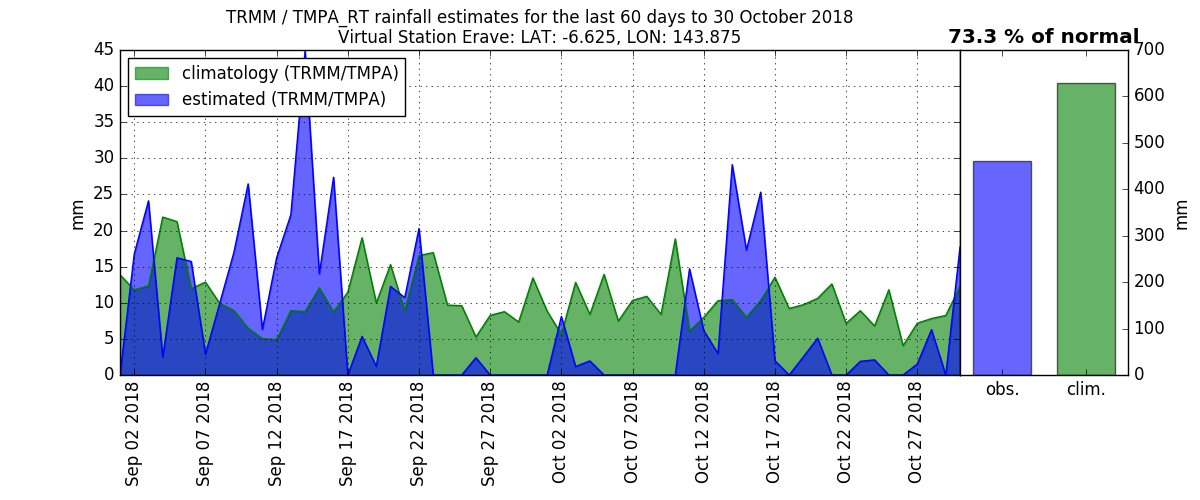 TRMM / TMPA_RT rainfall estimates for the last 60 days to 30 October 2018
Virtual Station Erave: LAT: -6.625, LON: 143.875
73.3 % of normal
climatology (TRMM/TMPA)
estimated (TRMM/TMPA)
45
40
35
30
25
20
15
10
5
0
mm
Sep 02 2018
Sep 07 2018
Sep 12 2018
Sep 17 2018
Sep 22 2018
Sep 27 2018
Oct 02 2018
Oct 07 2018
Oct 12 2018
Oct 17 2018
Oct 22 2018
Oct 27 2018
obs.
clim.
700
600
500
400
300
200
100
0
mm